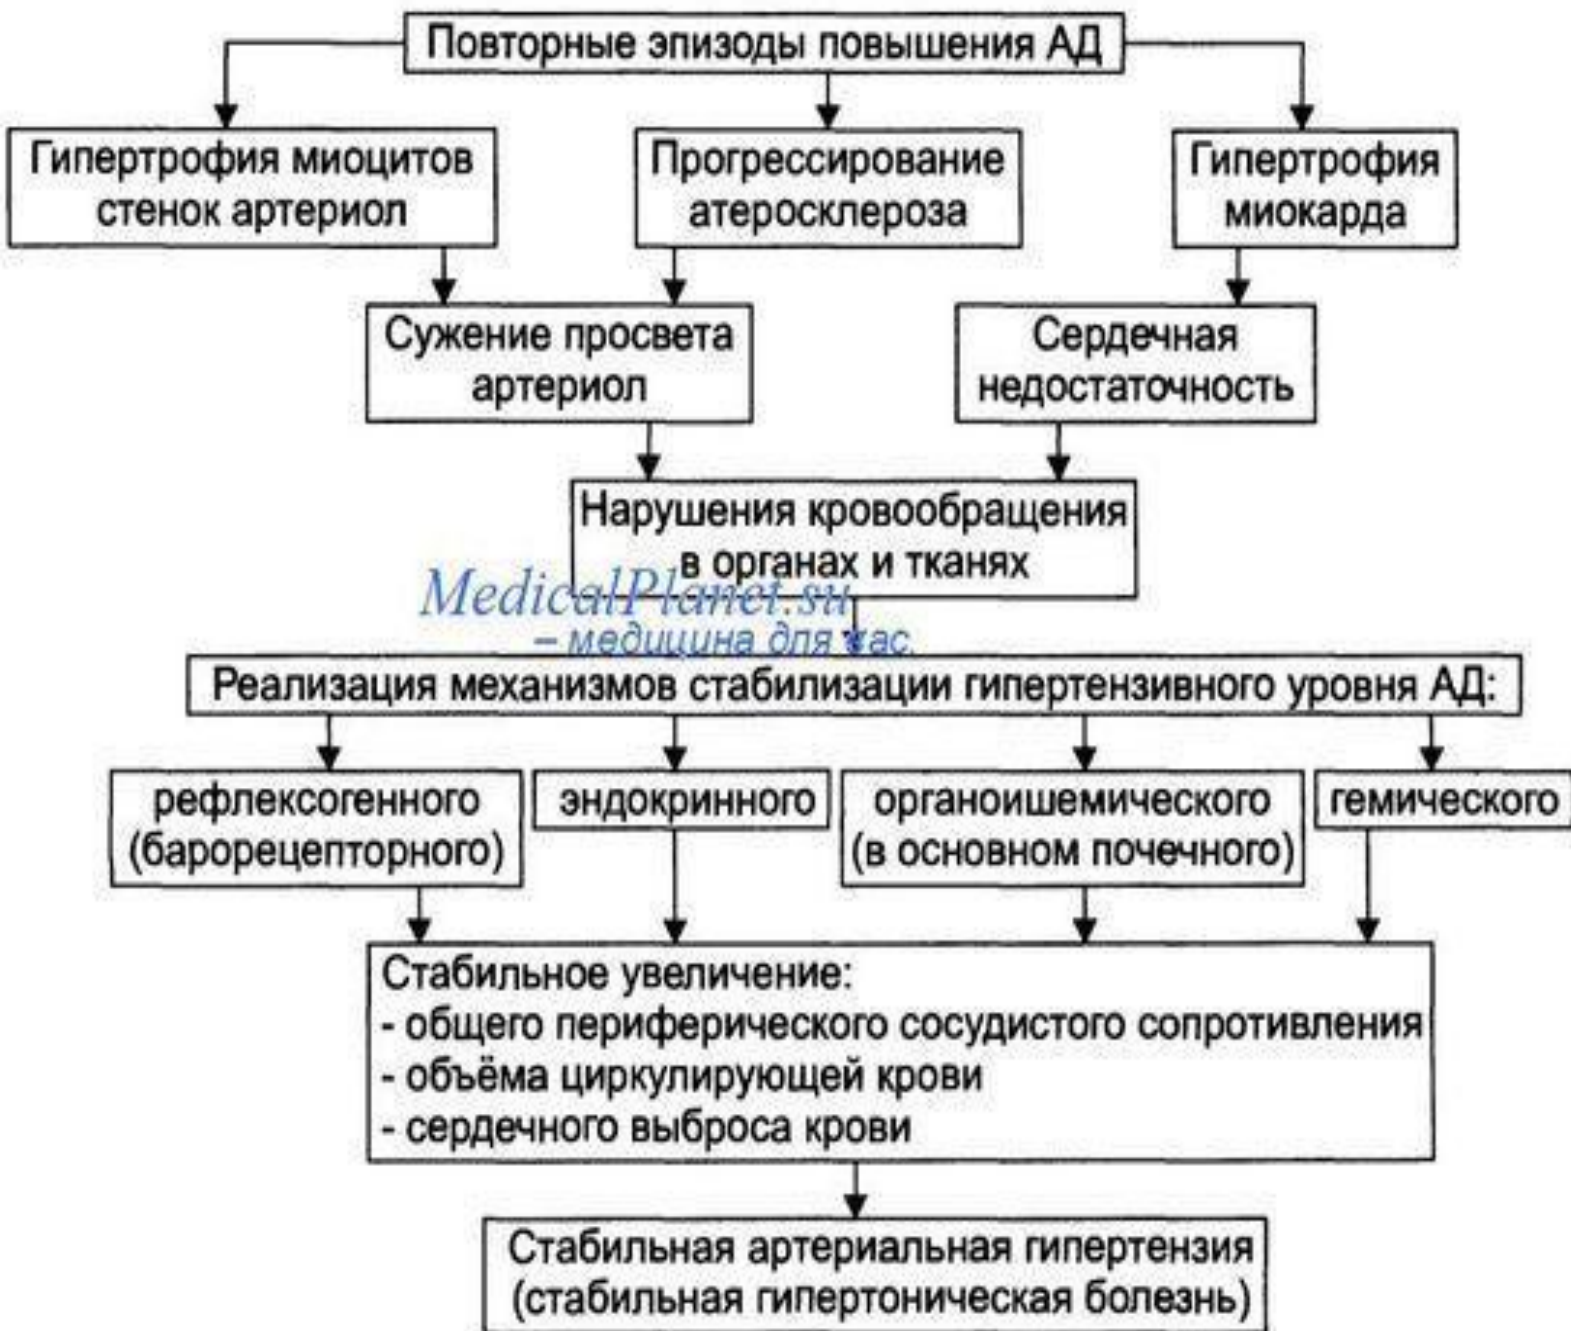 Повторные эпизоды повышения АД
Гипертрофия миоцитов
стенок артериол
Прогрессирование
атеросклероза
Гипертрофия
миокарда
Сужение просвета
артериол
Сердечная
недостаточность
Нарушения кровообращения
в органах и тканях
MedicalPlanet.su
– медицина для вас.
Реализация механизмов стабилизации гипертензивного уровня АД:
рефлексогенного
(барорецепторного)
эндокринного
органоишемического
(в основном почечного)
гемического
Стабильное увеличение:
- общего периферического сосудистого сопротивления
- объёма циркулирующей крови
- сердечного выброса крови
Стабильная артериальная гипертензия
(стабильная гипертоническая болезнь)